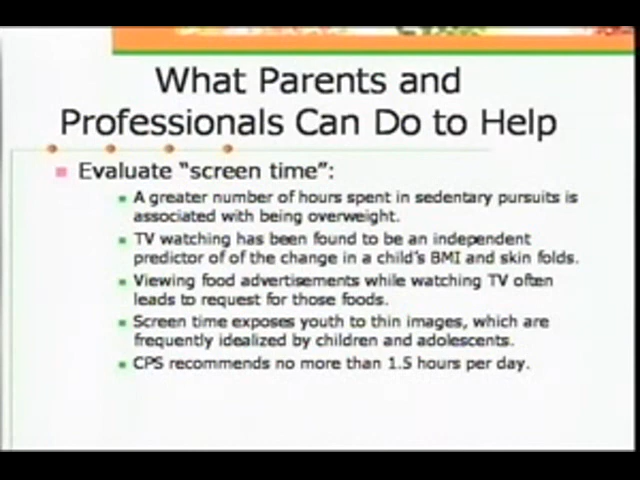 What Parents and
Professionals Can Do to Help
Evaluate “screen time”:
A greater number of hours spent in sedentary pursuits is
associated with being overweight.
TV watching has been found to be an independent
predictor of of the change in a child’s BMI and skin folds.
Viewing food advertisements while watching TV often
leads to request for those foods.
Screen time exposes youth to thin images, which are
frequently idealized by children and adolescents.
CPS recommends no more than 1.5 hours per day.